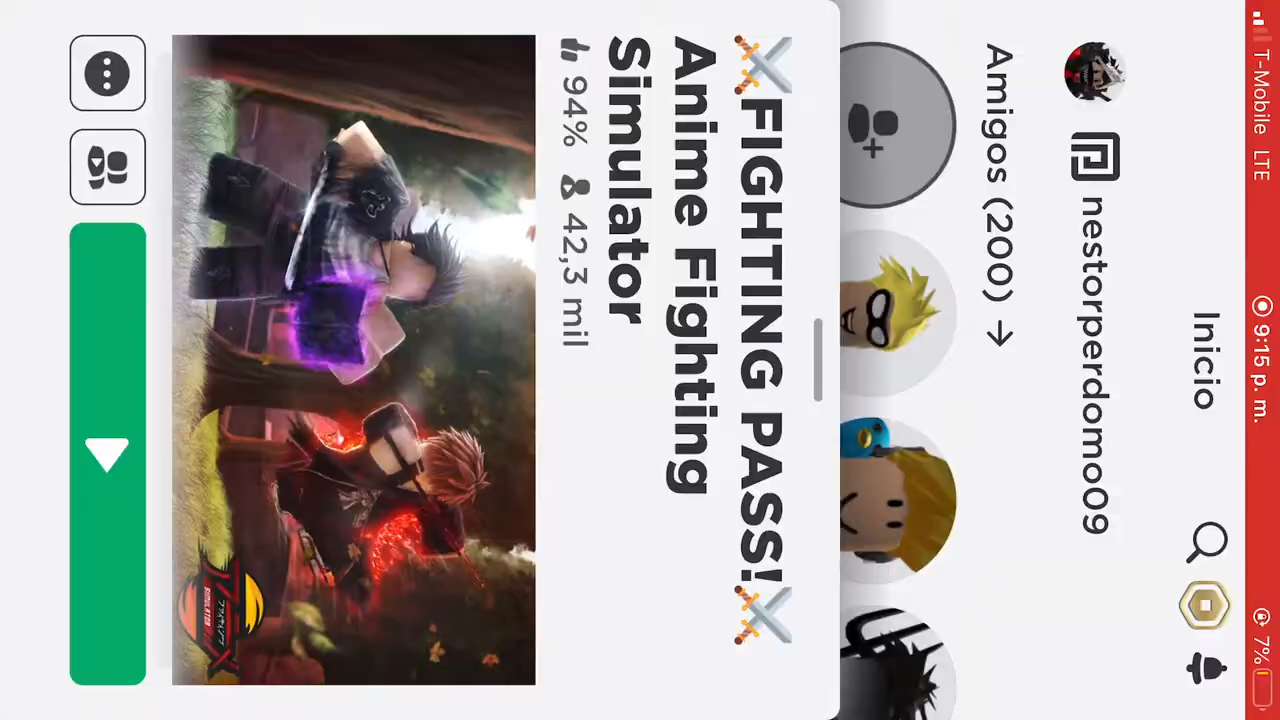 T-Mobile LTE 9:15 p. m. 7%
Inicio
nestorperdomo09
Amigos (200) →
⚔️FIGHTING PASS!⚔️
Anime Fighting
Simulator
94% 42,3 mil